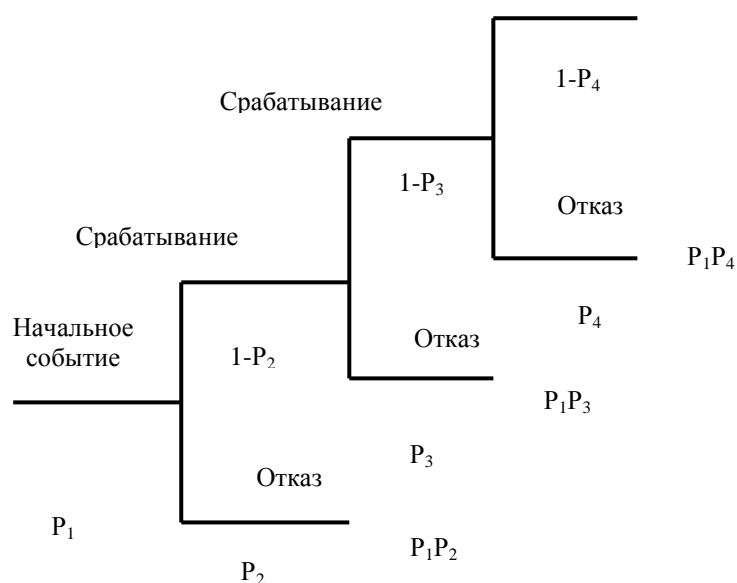 1-P₄
Срабатывание
1-P₃
Отказ
Срабатывание
P₁P₄
P₄
Начальное
событие
Отказ
1-P₂
P₁P₃
P₃
Отказ
P₁
P₁P₂
P₂